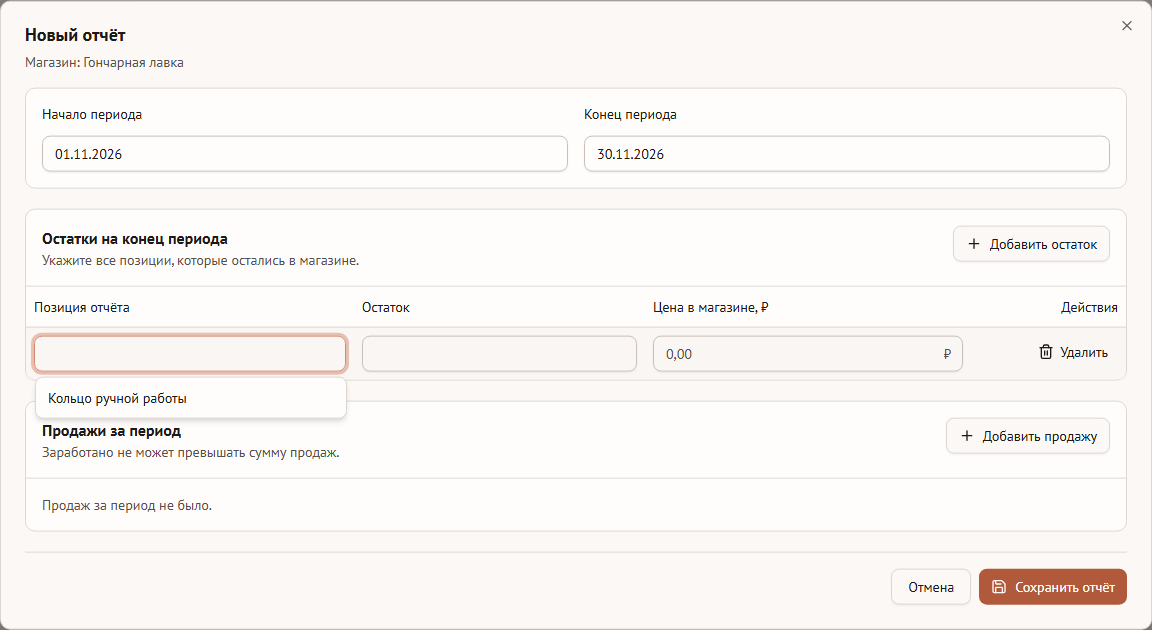 Новый отчёт
Магазин: Гончарная лавка
Начало периода
Конец периода
01.11.2026
30.11.2026
Остатки на конец периода
Укажите все позиции, которые остались в магазине.
Добавить остаток
Позиция отчёта
Остаток
Цена в магазине, ₽
Действия
0,00 ₽
Удалить
Кольцо ручной работы
Продажи за период
Заработано не может превышать сумму продаж.
Добавить продажу
Продаж за период не было.
Отмена
Сохранить отчёт